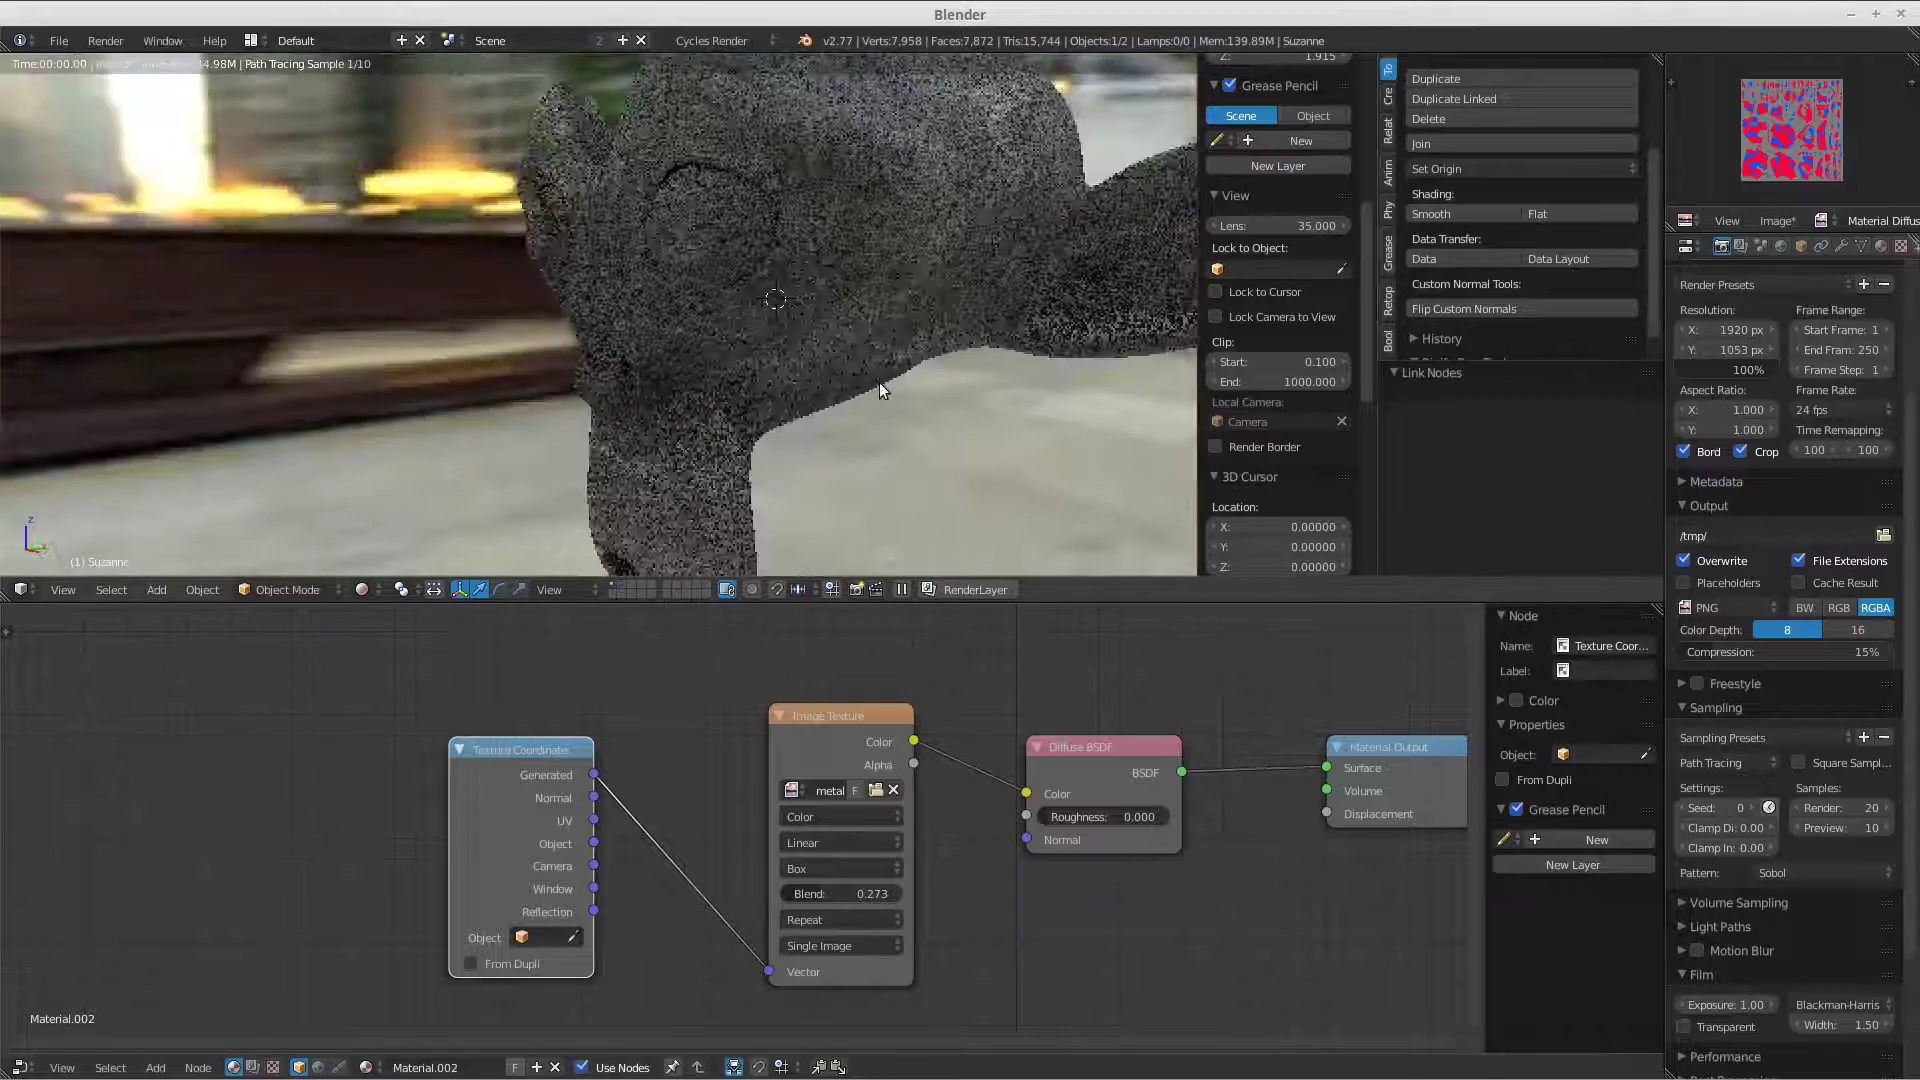 Blender
File Render Window Help Default Scene 2 Cycles Render v2.77 | Verts:7,958 | Faces:7,872 | Tris:15,744 | Objects:1/2 | Lamps:0/0 | Mem:139.89M | Suzanne
Time:00:00.00 | 4.98M | Path Tracing Sample 1/10
Z: 1.915
Grease Pencil
Scene Object
New
New Layer
View
Lens: 35.000
Lock to Object:
Lock to Cursor
Lock Camera to View
Clip:
Start: 0.100
End: 1000.000
Local Camera:
Camera
Render Border
3D Cursor
Location:
X: 0.00000
Y: 0.00000
Z: 0.00000
To
Cre
Relat
Anim
Phy
Grease
Retop
Bool
Duplicate
Duplicate Linked
Delete
Join
Set Origin
Shading:
Smooth Flat
Data Transfer:
Data Data Layout
Custom Normal Tools:
Flip Custom Normals
History
Link Nodes
View Image* Material Diffus
Render Presets
Resolution: Frame Range:
X: 1920 px Start Frame: 1
Y: 1053 px End Fram: 250
100% Frame Step: 1
Aspect Ratio: Frame Rate:
X: 1.000 24 fps
Y: 1.000 Time Remapping:
Bord Crop 100 100
Metadata
Output
/tmp/
Overwrite File Extensions
Placeholders Cache Result
PNG BW RGB RGBA
Color Depth: 8 16
Compression: 15%
Freestyle
Sampling
Sampling Presets
Path Tracing Square Sampl...
Settings: Samples:
Seed: 0 Render: 20
Clamp Di: 0.00 Preview: 10
Clamp In: 0.00
Pattern: Sobol
Volume Sampling
Light Paths
Motion Blur
Film
Exposure: 1.00 Blackman-Harris
Transparent Width: 1.50
Performance
z
(1) Suzanne
View Select Add Object Object Mode View RenderLayer
Texture Coordinate
Generated
Normal
UV
Object
Camera
Window
Reflection
Object:
From Dupli
Image Texture
Color
Alpha
metal F
Color
Linear
Box
Blend: 0.273
Repeat
Single Image
Vector
Diffuse BSDF
BSDF
Color
Roughness: 0.000
Normal
Material Output
Surface
Volume
Displacement
Node
Name: Texture Coor...
Label:
Color
Properties
Object:
From Dupli
Grease Pencil
New
New Layer
Material.002
View Select Add Node Material.002 F Use Nodes